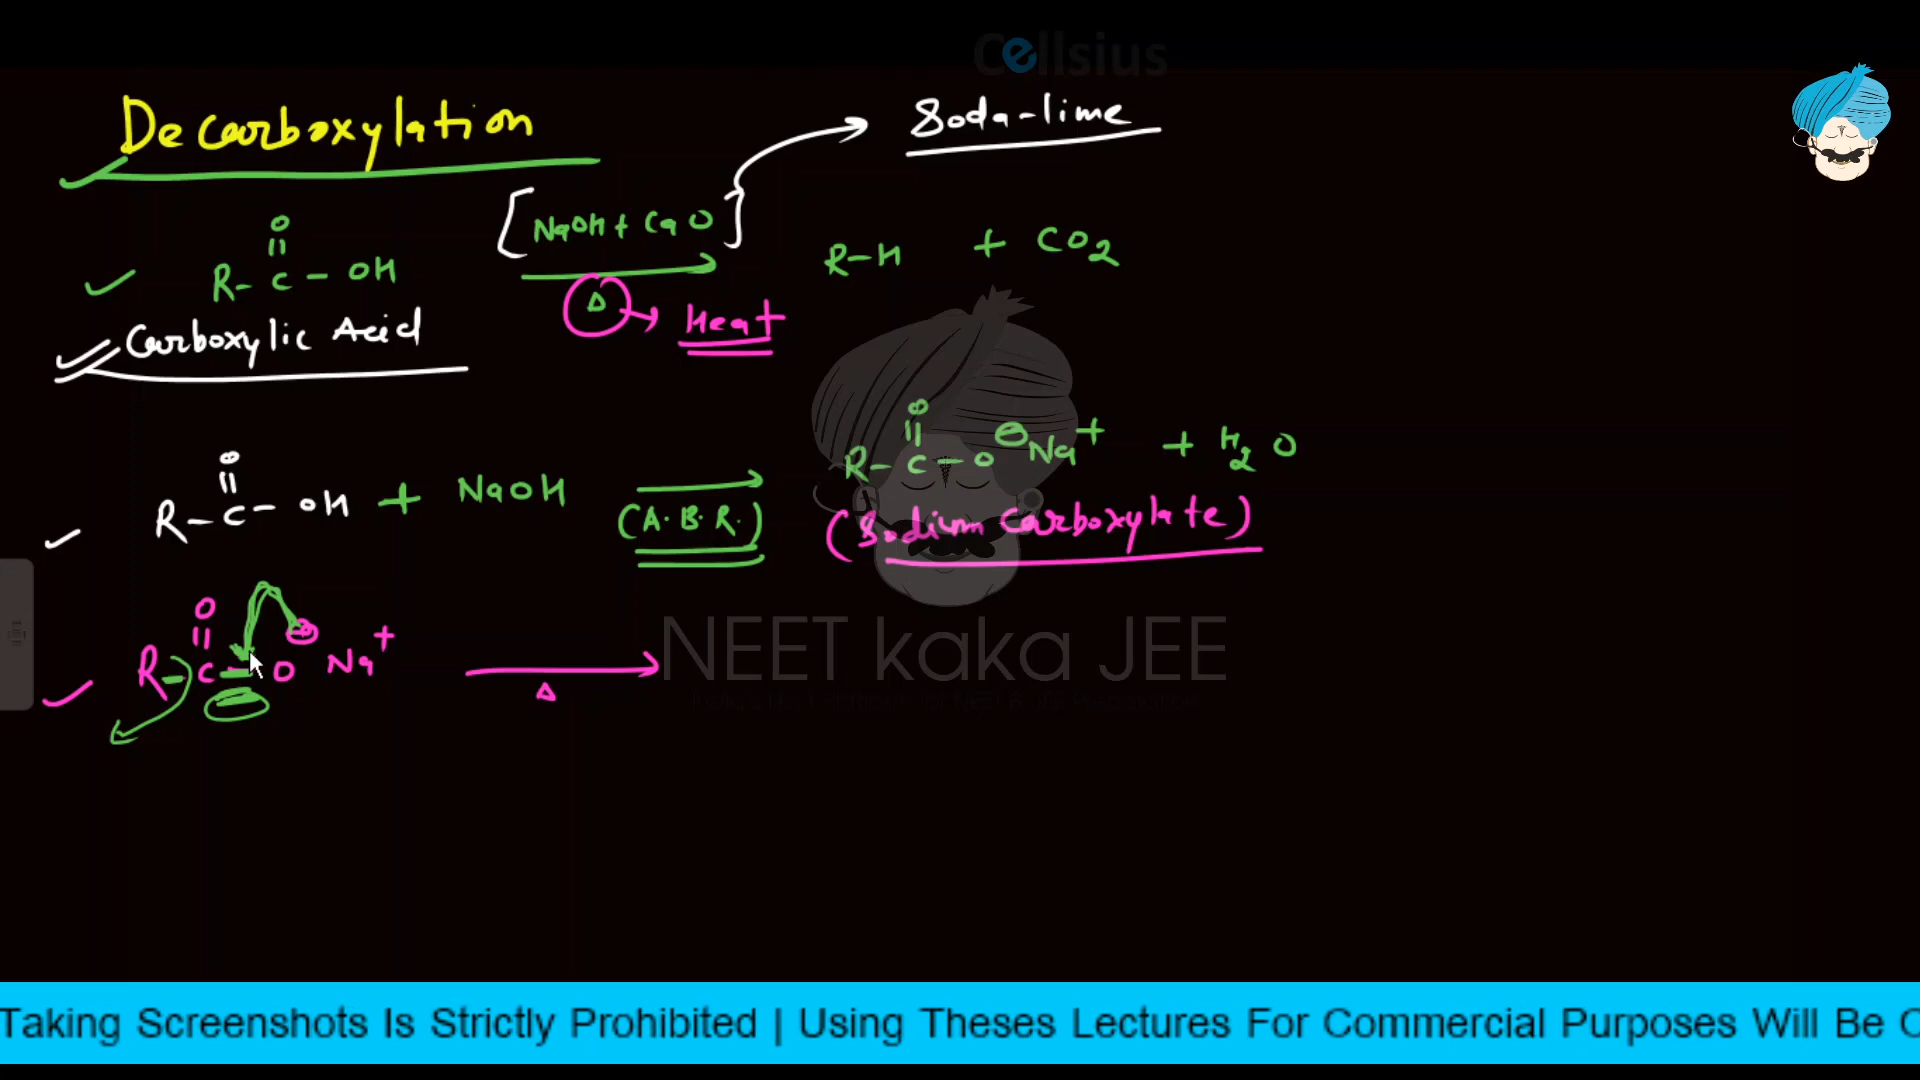 Cellsius
Decarboxylation
Soda-lime
[NaOH + CaO]
O
||
R-C-OH
R-H + CO2
Δ → Heat
Carboxylic Acid
O
||
R-C-OH + NaOH
(A.B.R.)
O
||
R-C-O⊖Na+ + H2O
(Sodium Carboxylate)
O
||
R-C-O⊖ Na+
Δ
NEET kaka JEE
Taking Screenshots Is Strictly Prohibited | Using Theses Lectures For Commercial Purposes Will Be